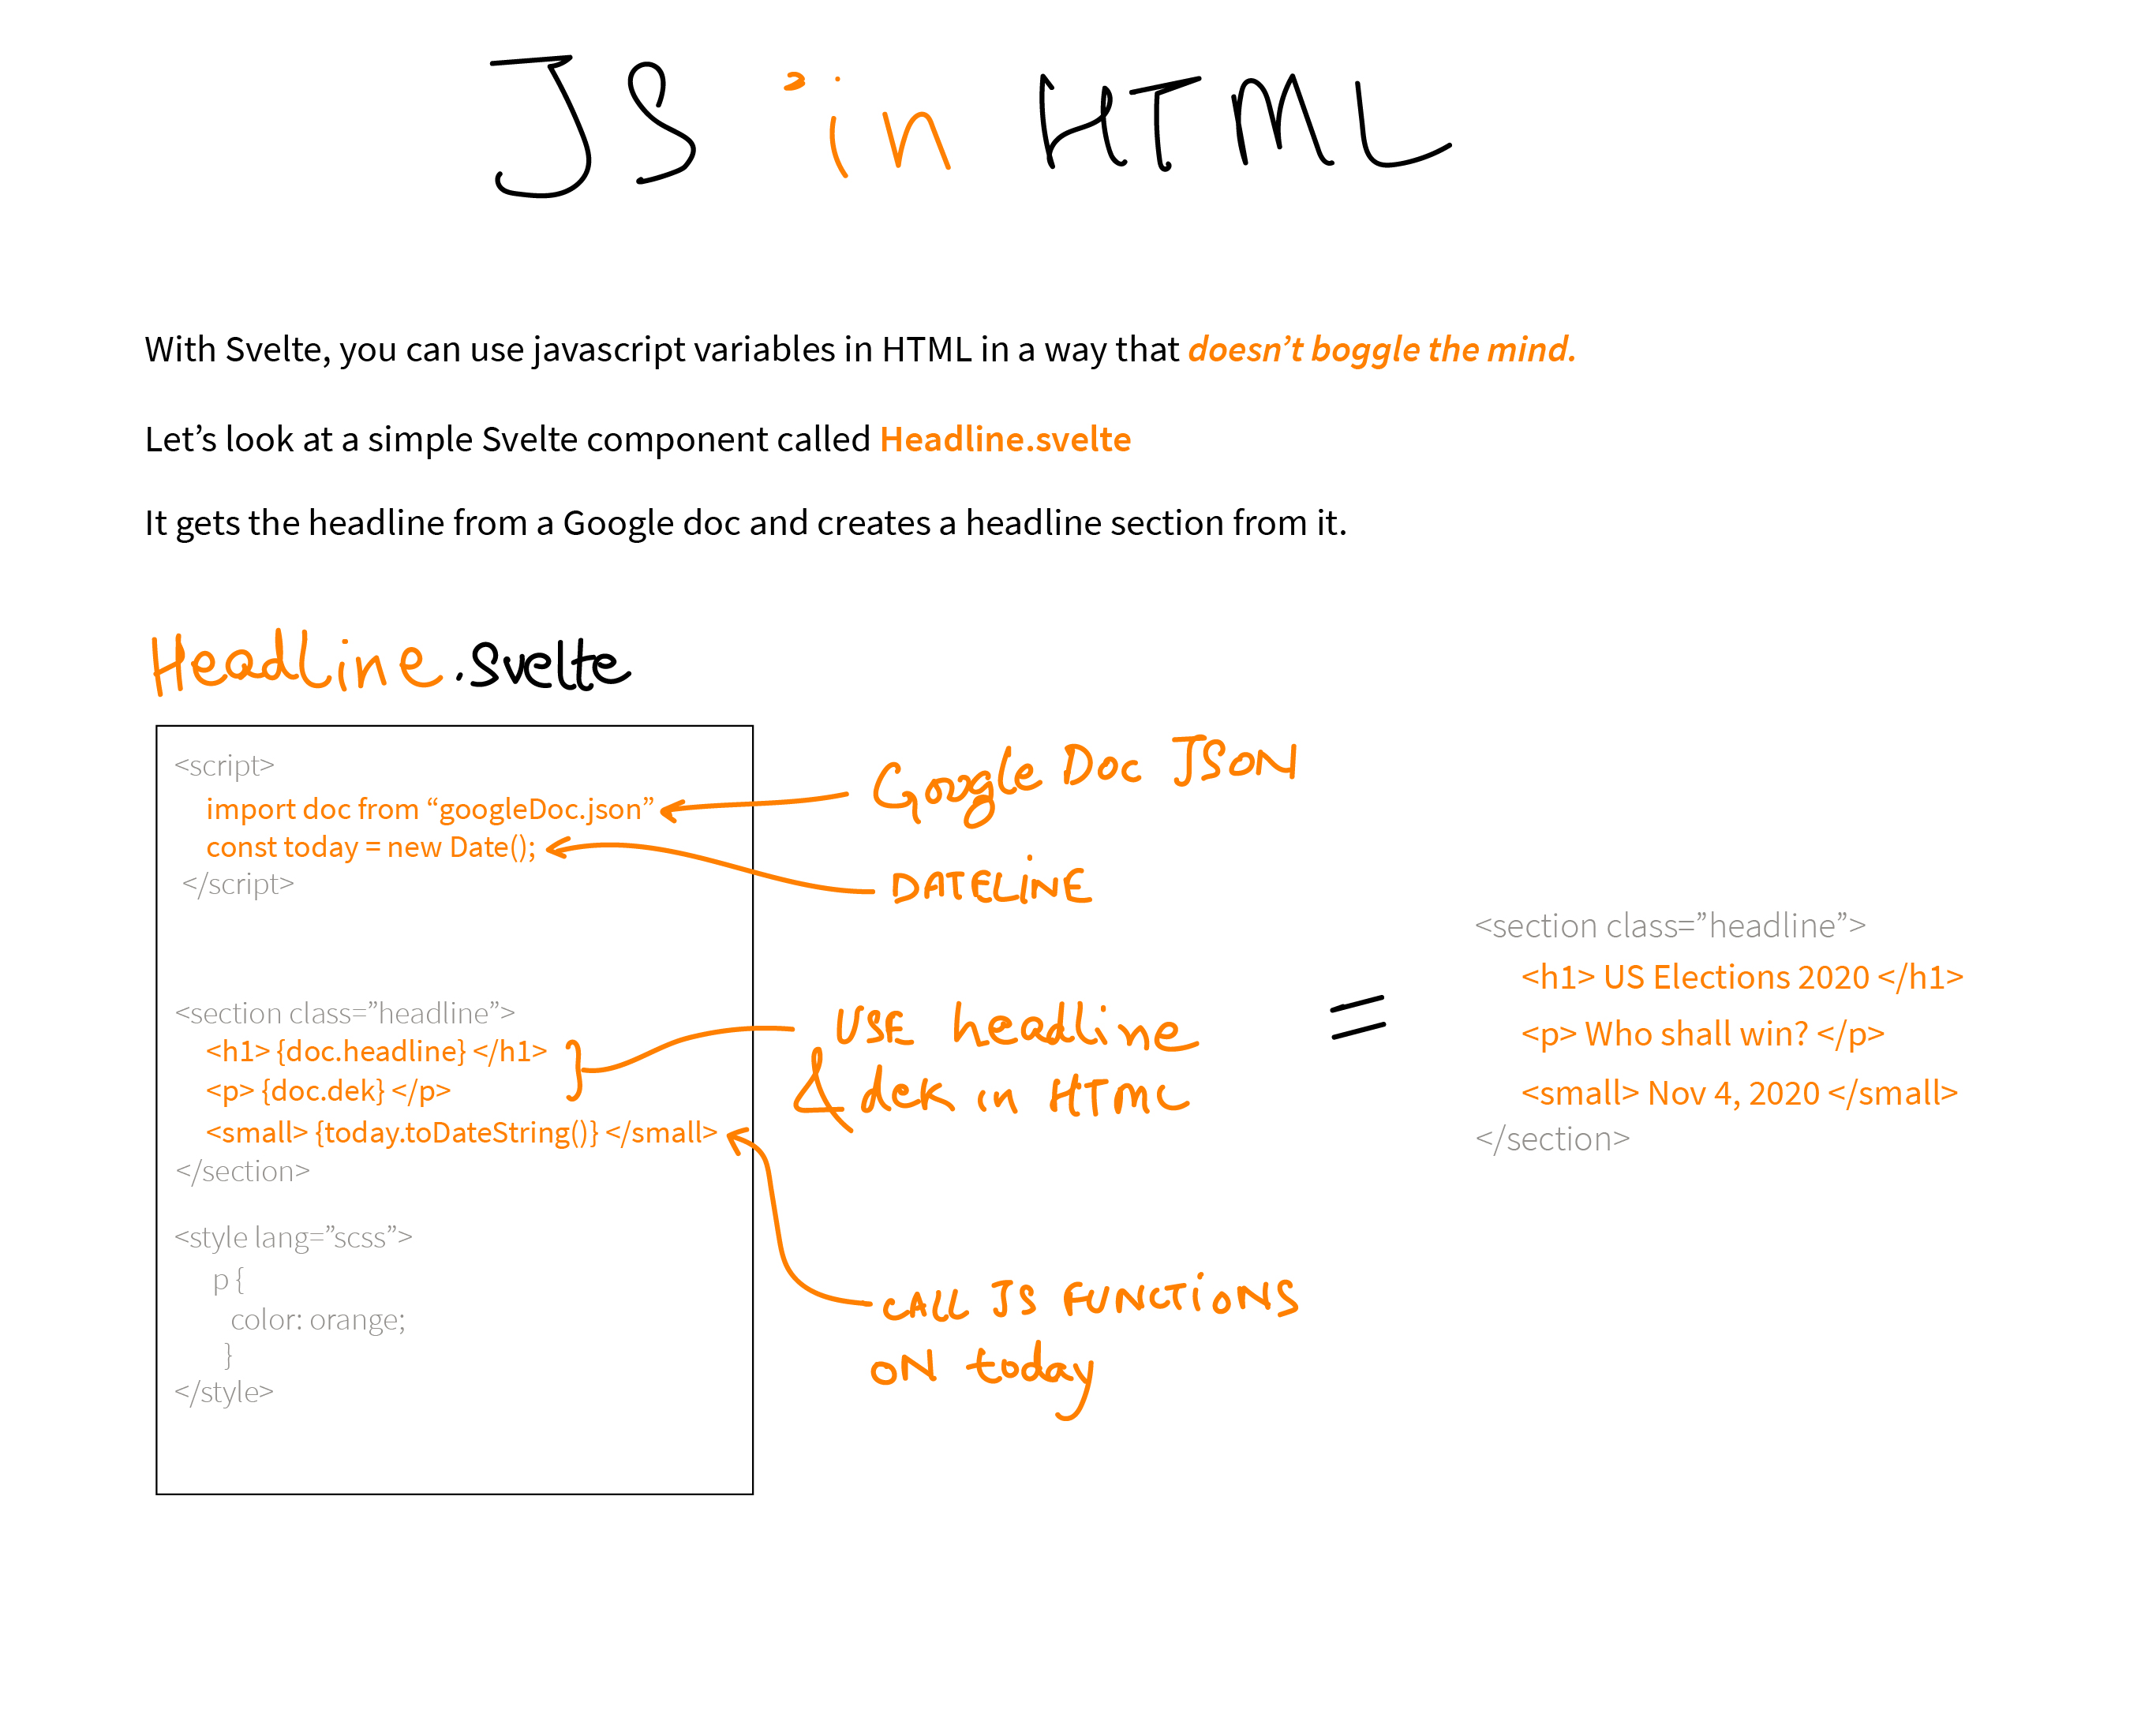 JS in HTML
With Svelte, you can use javascript variables in HTML in a way that doesn’t boggle the mind.
Let’s look at a simple Svelte component called Headline.svelte
It gets the headline from a Google doc and creates a headline section from it.
Headline.svelte
<script>
import doc from “googleDoc.json”
const today = new Date();
</script>
<section class=”headline”>
<h1> {doc.headline} </h1>
<p> {doc.dek} </p>
<small> {today.toDateString()} </small>
</section>
<style lang=”scss”>
p {
color: orange;
}
</style>
Google Doc JSON
DATELINE
USE headline
& dek in HTML
CALL JS FUNCTIONS
ON today
=
<section class=”headline”>
<h1> US Elections 2020 </h1>
<p> Who shall win? </p>
<small> Nov 4, 2020 </small>
</section>